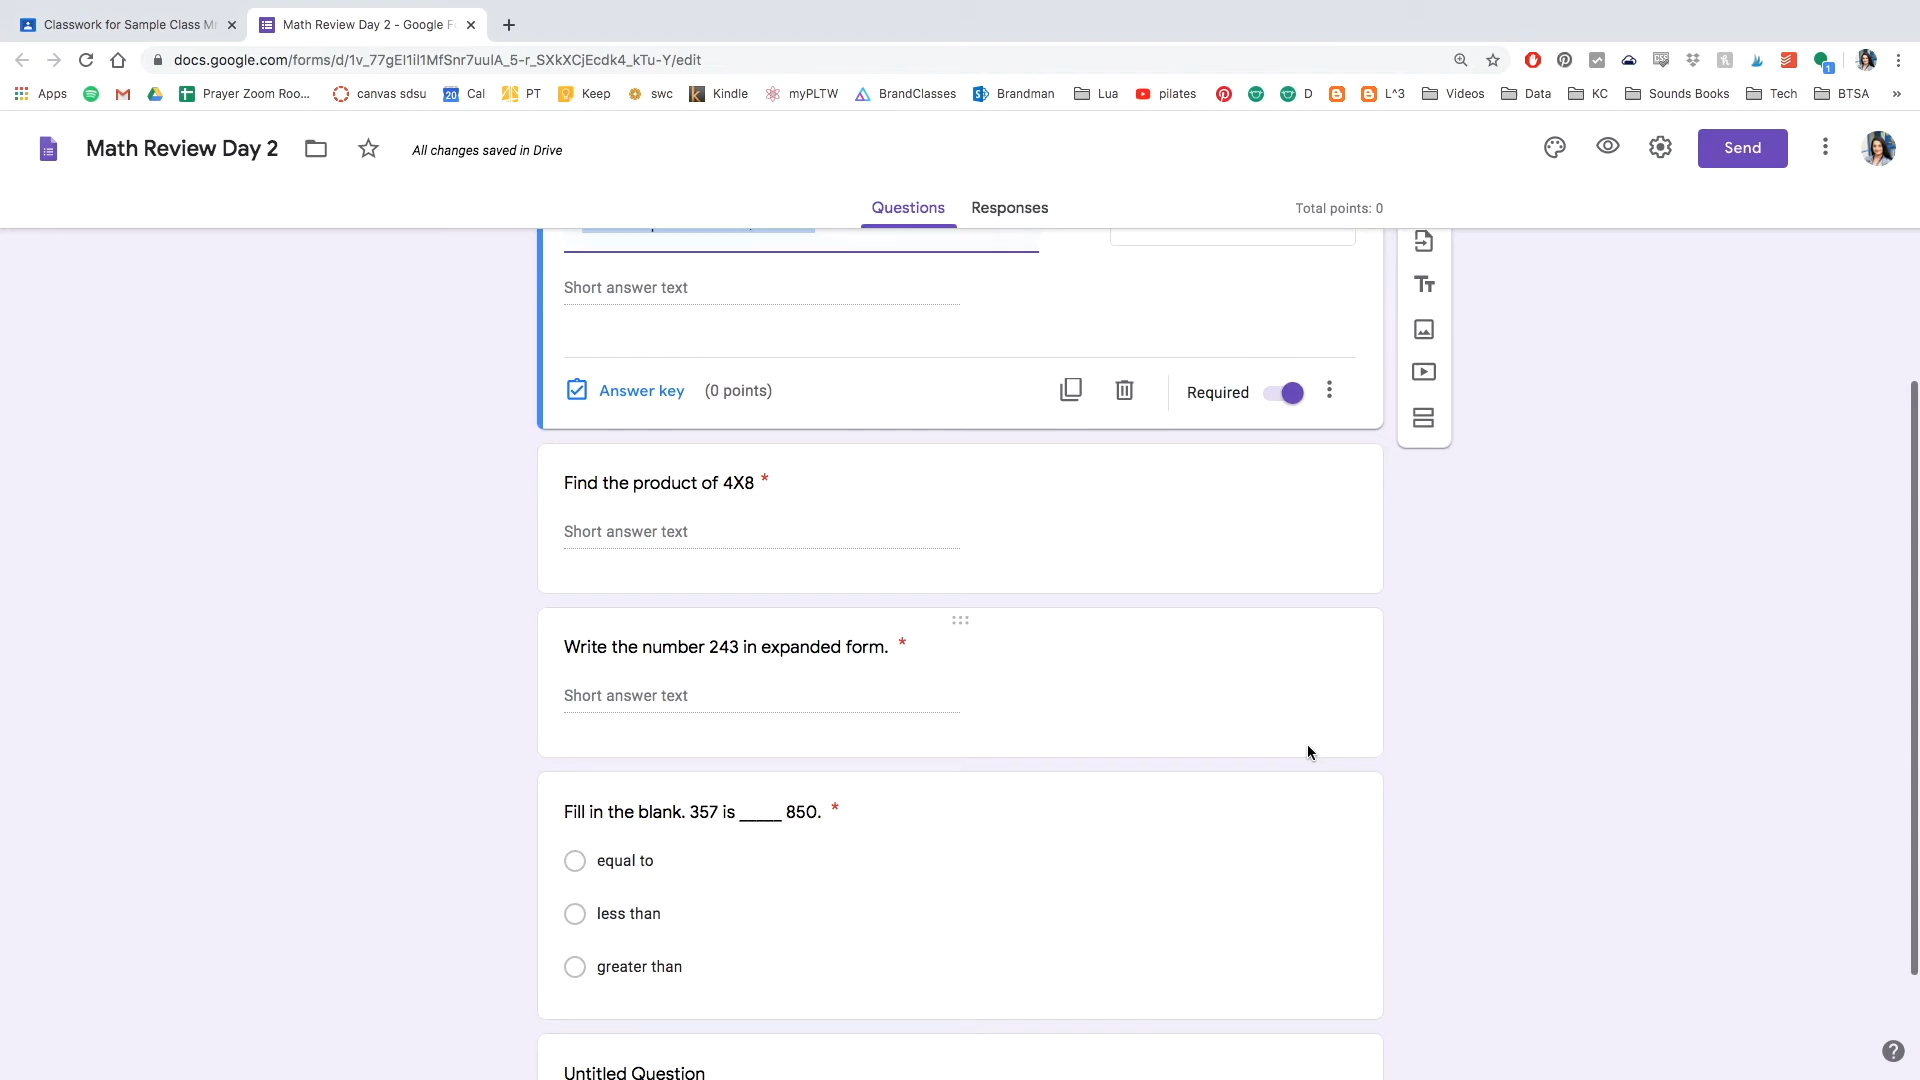 Classwork for Sample Class Mr
Math Review Day 2 - Google Fo
docs.google.com/forms/d/1v_77gEl1il1MfSnr7uulA_5-r_SXkXCjEcdk4_kTu-Y/edit
1
Apps
Prayer Zoom Roo...
canvas sdsu
20 Cal
PT
Keep
swc
Kindle
myPLTW
BrandClasses
Brandman
Lua
pilates
D
L^3
Videos
Data
KC
Sounds Books
Tech
BTSA
»
Math Review Day 2
All changes saved in Drive
Send
Questions
Responses
Total points: 0
Short answer text
Answer key
(0 points)
Required
Find the product of 4X8 *
Short answer text
Write the number 243 in expanded form. *
Short answer text
Fill in the blank. 357 is _____ 850. *
equal to
less than
greater than
Untitled Question